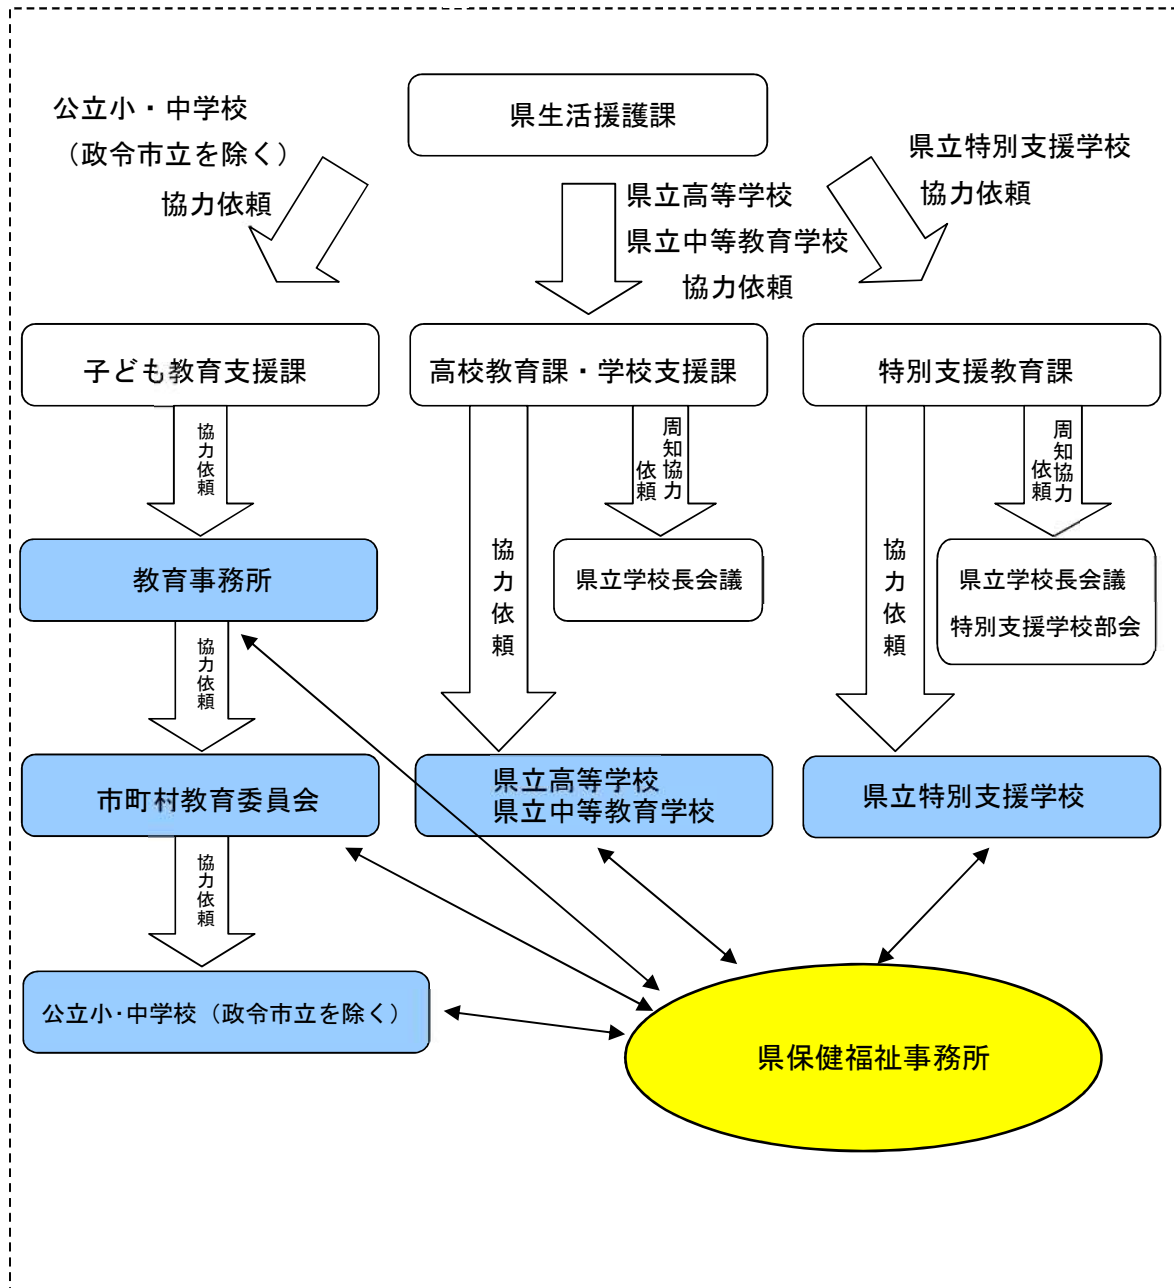 県生活援護課
公立小・中学校
（政令市立を除く）
協力依頼
県立高等学校
県立中等教育学校
協力依頼
県立特別支援学校
協力依頼
子ども教育支援課
高校教育課・学校支援課
特別支援教育課
協力依頼
周知協力
依頼
周知協力
依頼
協力依頼
協力依頼
教育事務所
県立学校長会議
県立学校長会議
特別支援学校部会
協力依頼
市町村教育委員会
県立高等学校
県立中等教育学校
県立特別支援学校
協力依頼
公立小･中学校（政令市立を除く）
県保健福祉事務所